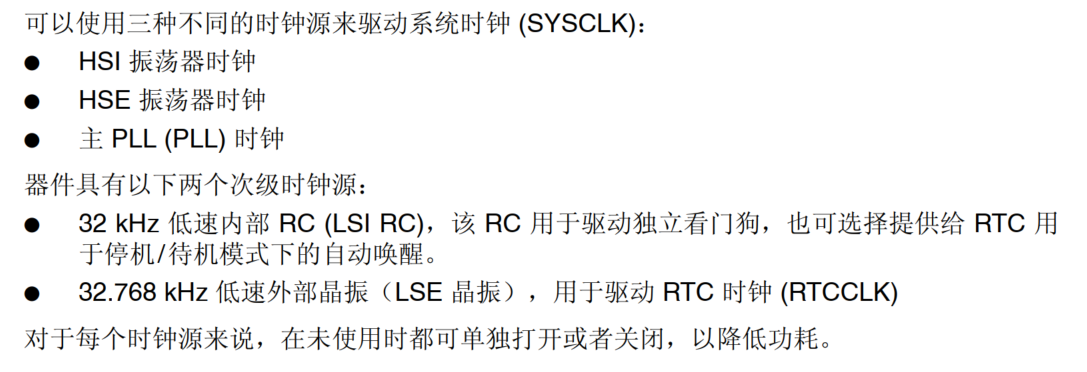 可以使用三种不同的时钟源来驱动系统时钟 (SYSCLK)：
● HSI 振荡器时钟
● HSE 振荡器时钟
● 主 PLL (PLL) 时钟
器件具有以下两个次级时钟源：
● 32 kHz 低速内部 RC (LSI RC)，该 RC 用于驱动独立看门狗，也可选择提供给 RTC 用
于停机/待机模式下的自动唤醒。
● 32.768 kHz 低速外部晶振（LSE 晶振），用于驱动 RTC 时钟 (RTCCLK)
对于每个时钟源来说，在未使用时都可单独打开或者关闭，以降低功耗。